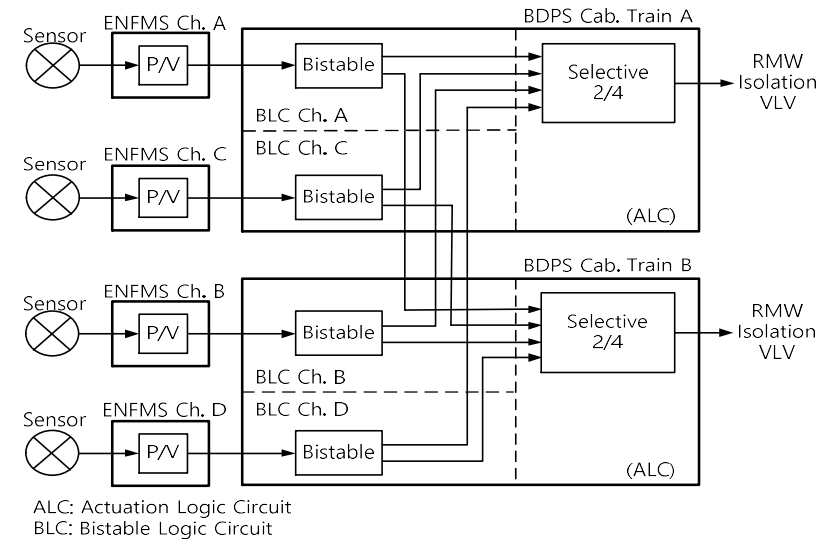 Sensor
ENFMS Ch. A
P/V
BDPS Cab. Train A
Bistable
Selective
2/4
RMW
Isolation
VLV
BLC Ch. A
BLC Ch. C
Sensor
ENFMS Ch. C
P/V
Bistable
(ALC)
BDPS Cab. Train B
Sensor
ENFMS Ch. B
P/V
Bistable
Selective
2/4
RMW
Isolation
VLV
BLC Ch. B
BLC Ch. D
Sensor
ENFMS Ch. D
P/V
Bistable
(ALC)
ALC: Actuation Logic Circuit
BLC: Bistable Logic Circuit